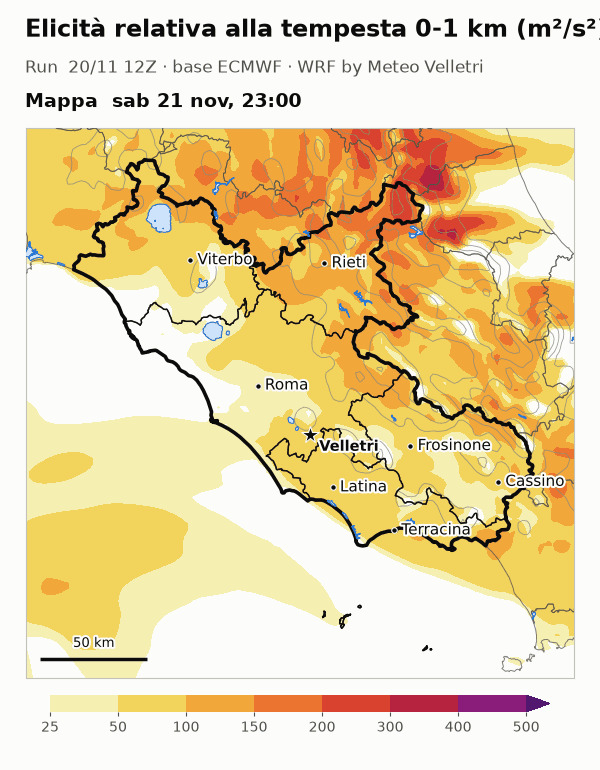 Elicità relativa alla tempesta 0-1 km (m²/s²)
Run 20/11 12Z · base ECMWF · WRF by Meteo Velletri
Mappa sab 21 nov, 23:00
Viterbo
Rieti
Roma
Velletri
Frosinone
Cassino
Latina
Terracina
50 km
25 50 100 150 200 300 400 500